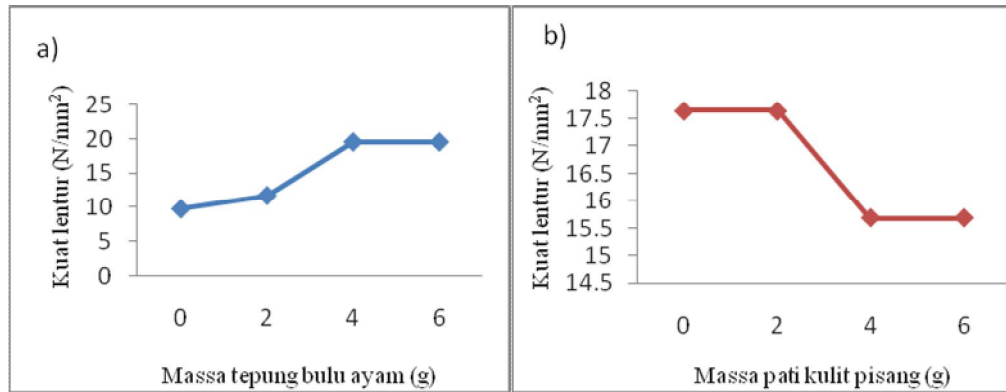 a)
Kuat lentur (N/mm²)
25
20
15
10
5
0
0 2 4 6
Massa tepung bulu ayam (g)
b)
Kuat lentur (N/mm²)
18
17.5
17
16.5
16
15.5
15
14.5
0 2 4 6
Massa pati kulit pisang (g)